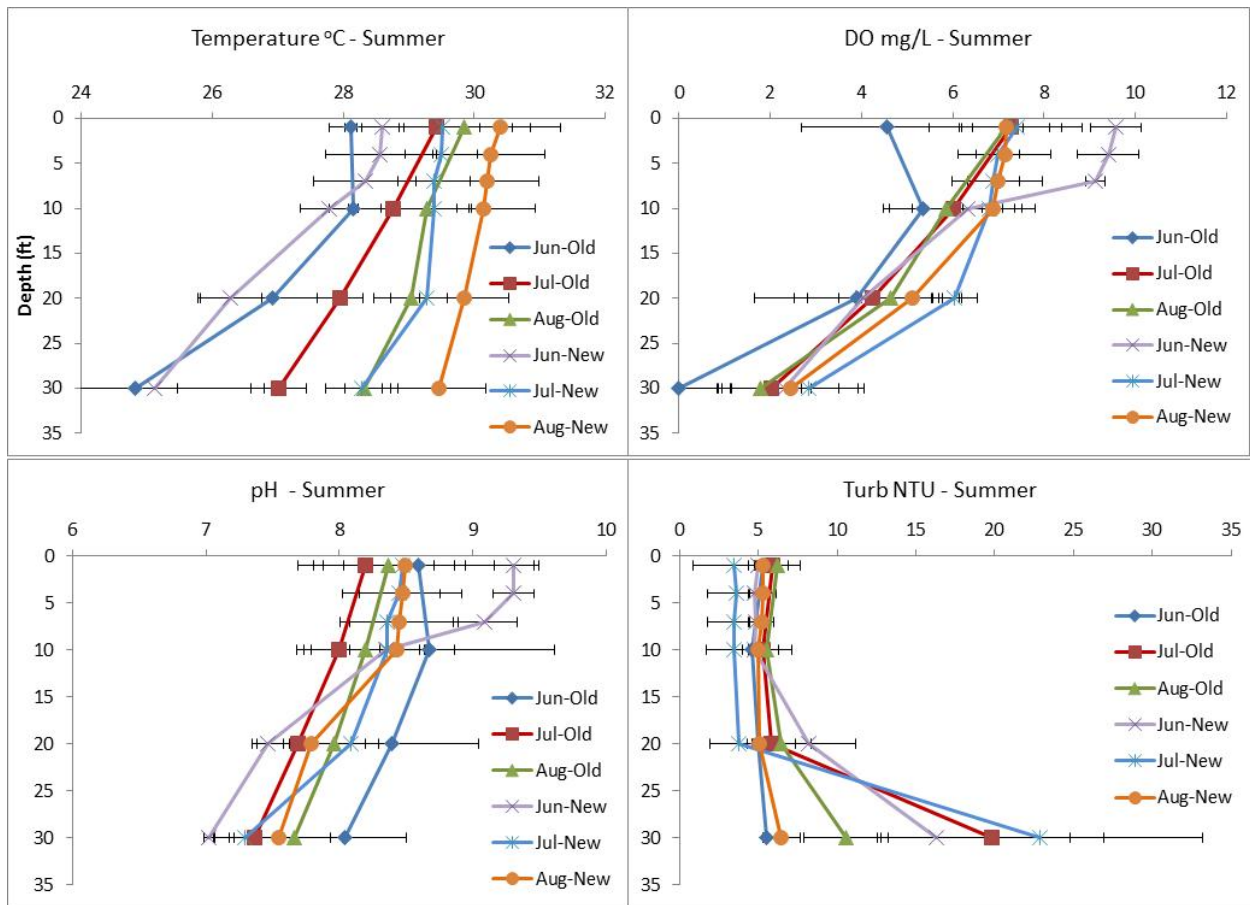 Temperature ºC - Summer
24 26 28 30 32
0
5
10
15
20
25
30
35
Depth (ft)
Jun-Old
Jul-Old
Aug-Old
Jun-New
Jul-New
Aug-New
DO mg/L - Summer
0 2 4 6 8 10 12
0
5
10
15
20
25
30
35
Jun-Old
Jul-Old
Aug-Old
Jun-New
Jul-New
Aug-New
pH - Summer
6 7 8 9 10
0
5
10
15
20
25
30
35
Jun-Old
Jul-Old
Aug-Old
Jun-New
Jul-New
Aug-New
Turb NTU - Summer
0 5 10 15 20 25 30 35
0
5
10
15
20
25
30
35
Jun-Old
Jul-Old
Aug-Old
Jun-New
Jul-New
Aug-New